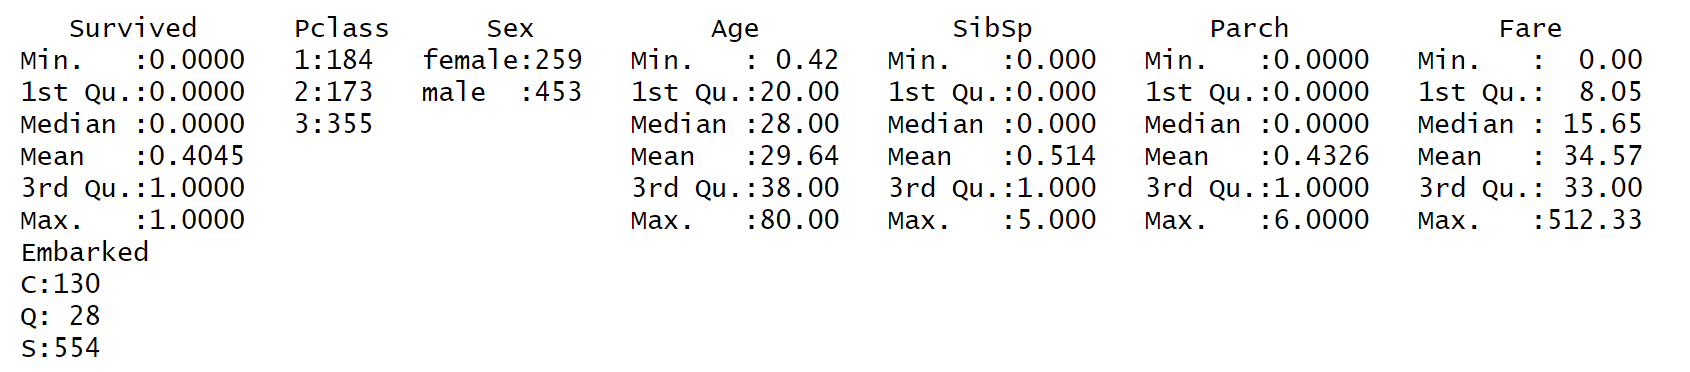 Survived      Pclass      Sex           Age            SibSp           Parch             Fare
Min.   :0.0000   1:184   female:259   Min.   : 0.42   Min.   :0.000   Min.   :0.0000   Min.   :  0.00
1st Qu.:0.0000   2:173   male  :453   1st Qu.:20.00   1st Qu.:0.000   1st Qu.:0.0000   1st Qu.:  8.05
Median :0.0000   3:355                Median :28.00   Median :0.000   Median :0.0000   Median : 15.65
Mean   :0.4045                        Mean   :29.64   Mean   :0.514   Mean   :0.4326   Mean   : 34.57
3rd Qu.:1.0000                        3rd Qu.:38.00   3rd Qu.:1.000   3rd Qu.:1.0000   3rd Qu.: 33.00
Max.   :1.0000                        Max.   :80.00   Max.   :5.000   Max.   :6.0000   Max.   :512.33
Embarked
C:130
Q: 28
S:554